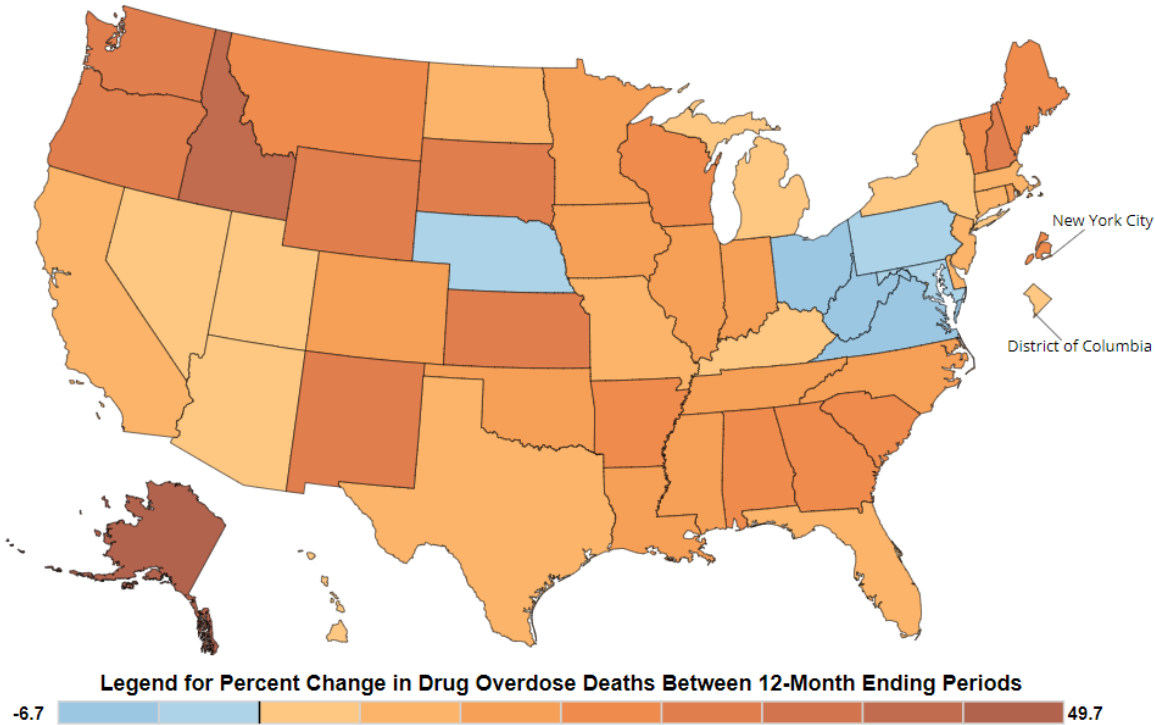 New York City
District of Columbia
Legend for Percent Change in Drug Overdose Deaths Between 12-Month Ending Periods
-6.7 49.7